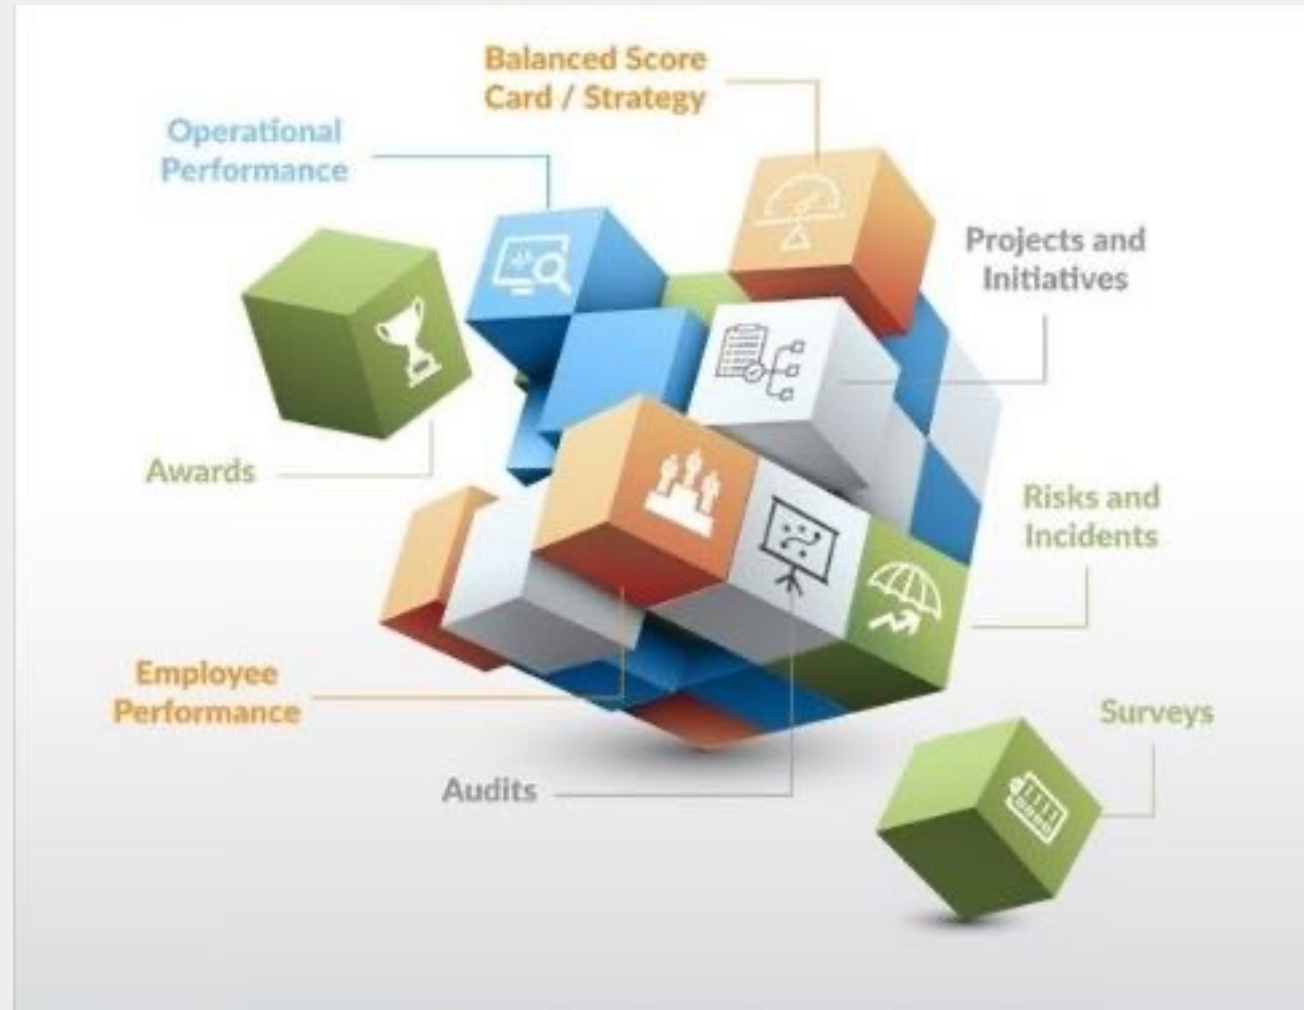 Balanced Score
Card / Strategy
Operational
Performance
Projects and
Initiatives
Awards
Risks and
Incidents
Employee
Performance
Surveys
Audits